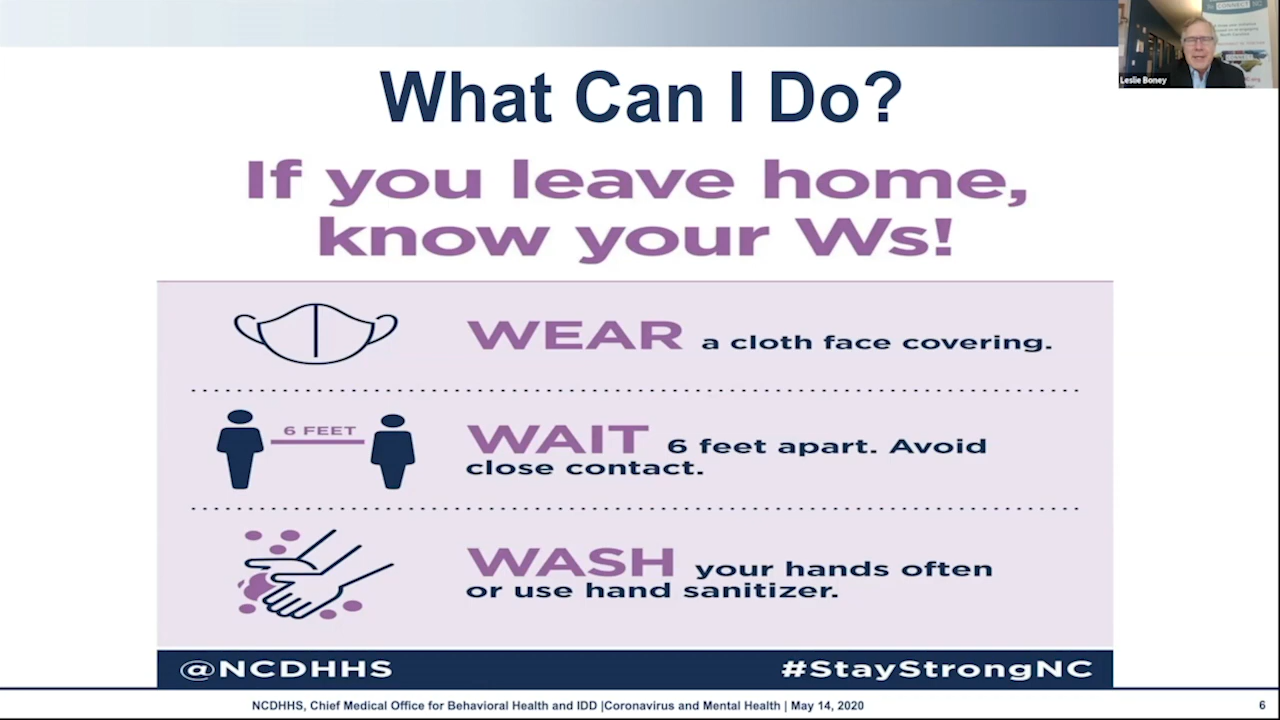 What Can I Do?
If you leave home,
know your Ws!
WEAR a cloth face covering.
6 FEET
WAIT 6 feet apart. Avoid
close contact.
WASH your hands often
or use hand sanitizer.
@NCDHHS
#StayStrongNC
NCDHHS, Chief Medical Office for Behavioral Health and IDD |Coronavirus and Mental Health | May 14, 2020
6
CONNECT
Leslie Boney